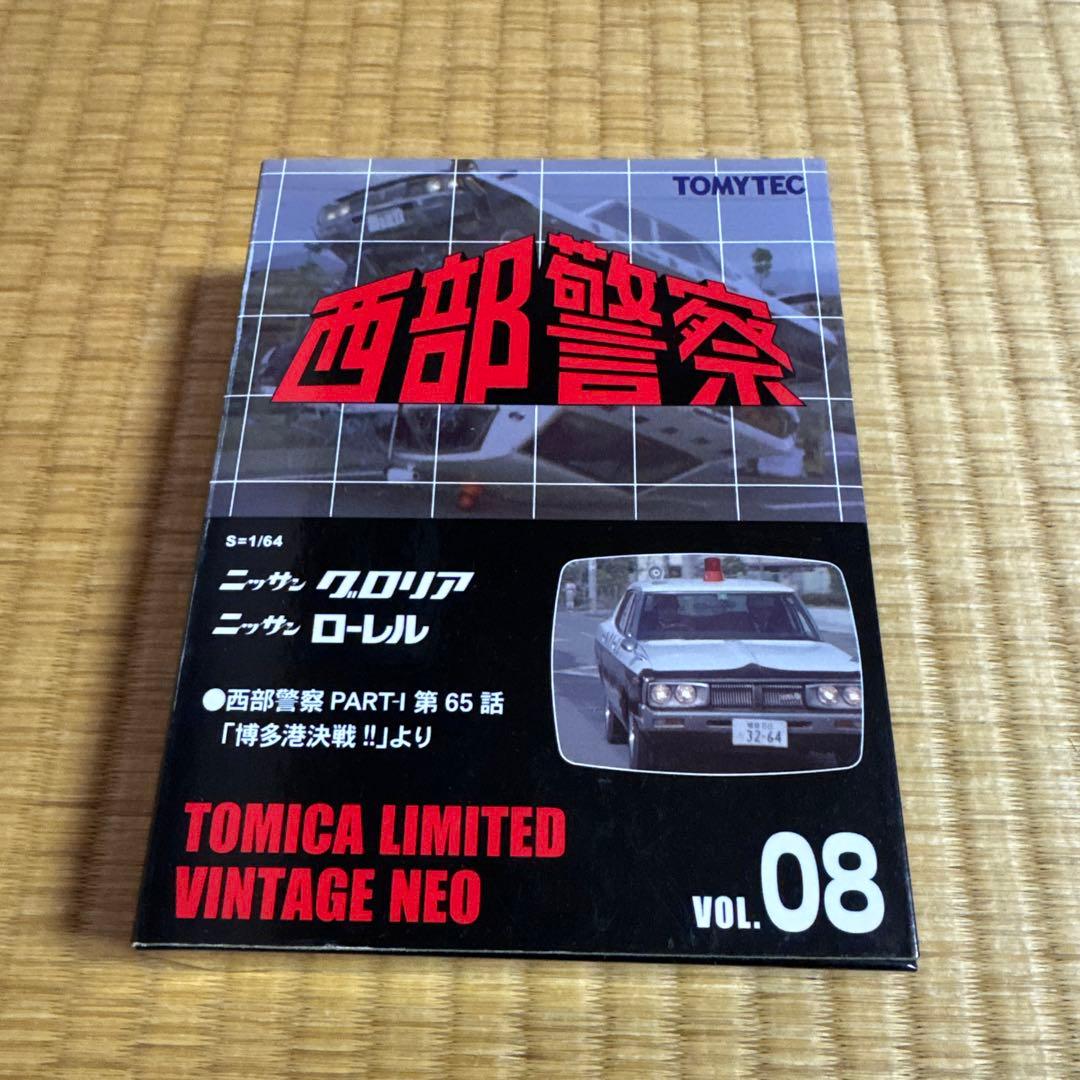 TOMYTEC
西部警察
S=1/64
ニッサン グロリア
ニッサン ローレル
●西部警察 PART-I 第65話
「博多港決戦!!」より
32-64
TOMICA LIMITED
VINTAGE NEO
VOL.08